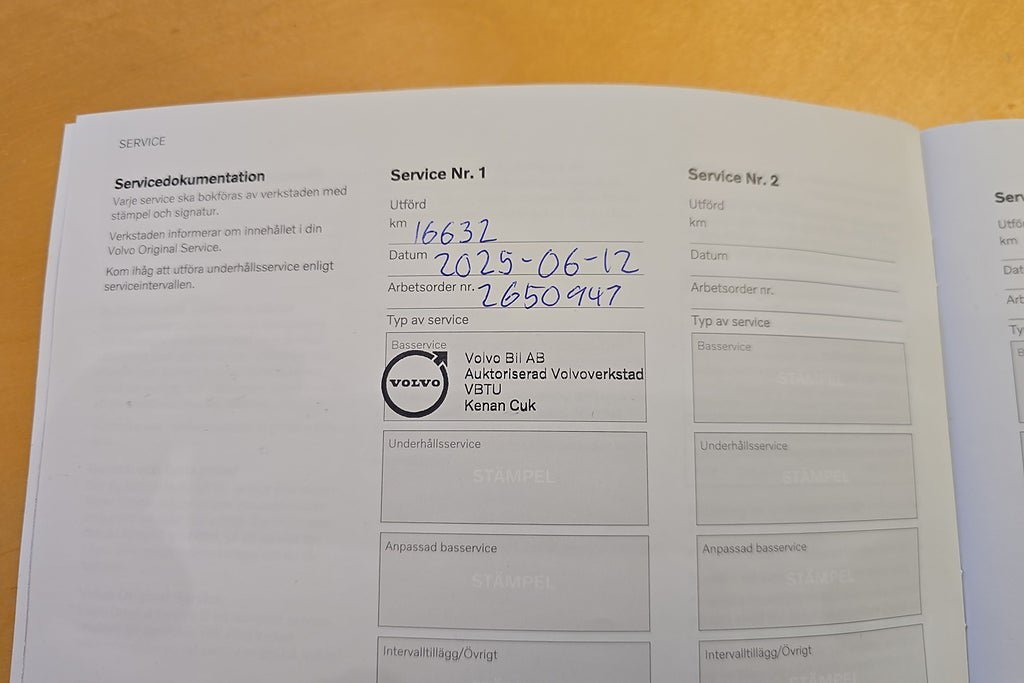 SERVICE
Servicedokumentation
Varje service ska bokföras av verkstaden med
stämpel och signatur.
Verkstaden informerar om innehållet i din
Volvo Original Service.
Kom ihåg att utföra underhållsservice enligt
serviceintervallen.
Service Nr. 1
Utförd
km 16632
Datum 2025-06-12
Arbetsorder nr. 2650947
Typ av service
Basservice
VOLVO
Volvo Bil AB
Auktoriserad Volvoverkstad
VBTU
Kenan Cuk
Underhållsservice
STÄMPEL
Anpassad basservice
STÄMPEL
Intervalltillägg/Övrigt
Service Nr. 2
Utförd
km
Datum
Arbetsorder nr.
Typ av service
Basservice
STÄMPEL
Underhållsservice
STÄMPEL
Anpassad basservice
STÄMPEL
Intervalltillägg/Övrigt
STÄMPEL
km